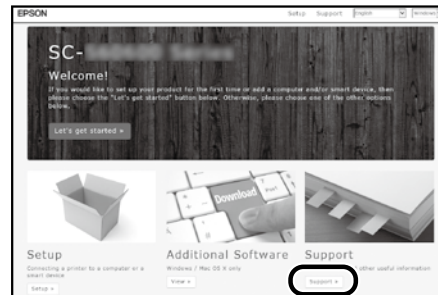 EPSON
Setup Support English Windows
SC-
Welcome!
If you would like to set up your product for the first time or add a computer and/or smart device, then
please choose the "Let's get started" button below. Otherwise, please choose one of the other options
below.
Let's get started »
Download
Setup
Connecting a printer to a computer or a
smart device
Setup »
Additional Software
Windows / Mac OS X only
View »
Support
other useful information
Support »